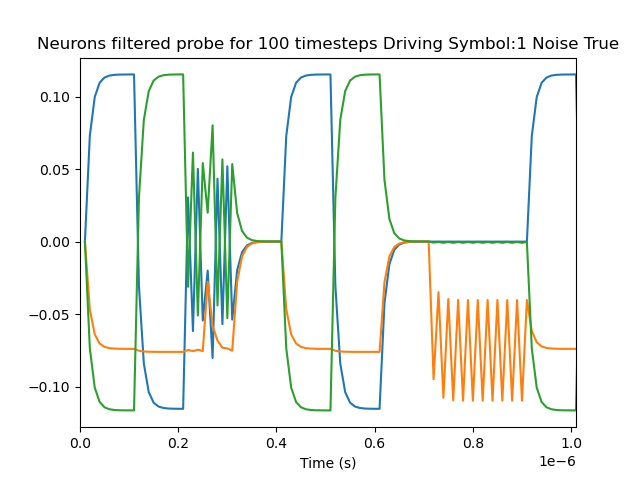 Neurons filtered probe for 100 timesteps Driving Symbol:1 Noise True
0.10
0.05
0.00
−0.05
−0.10
0.0 0.2 0.4 0.6 0.8 1.0
Time (s)
1e−6